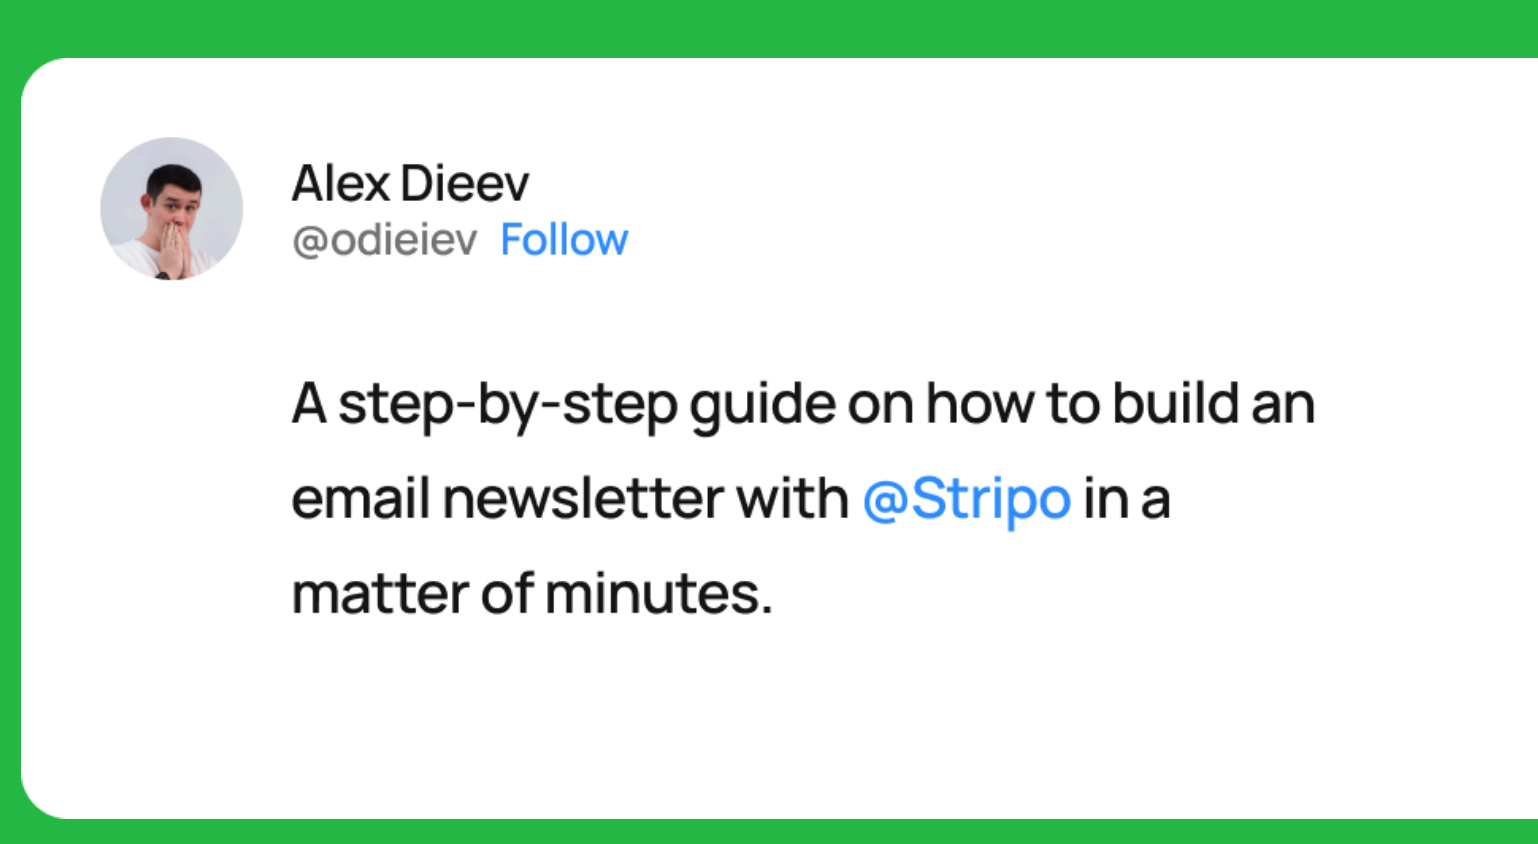 Alex Dieev
@odieiev Follow
A step-by-step guide on how to build an
email newsletter with @Stripo in a
matter of minutes.